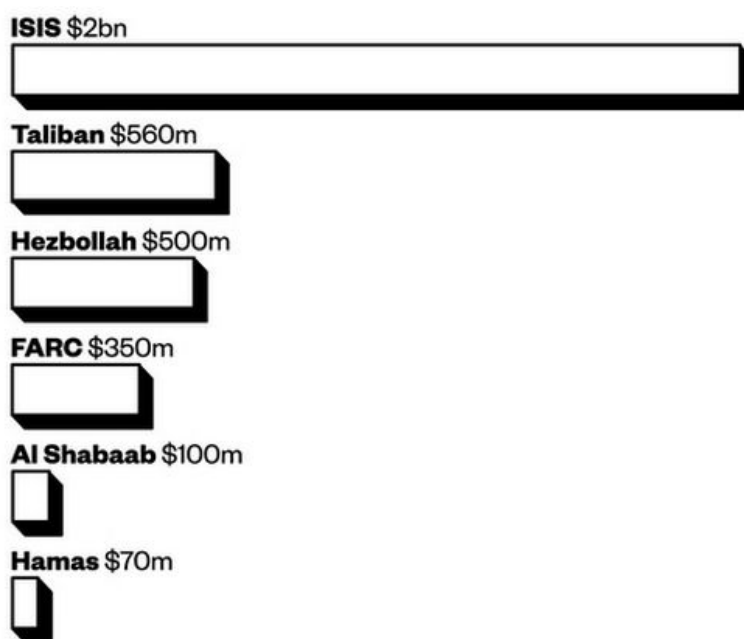 ISIS $2bn
Taliban $560m
Hezbollah $500m
FARC $350m
Al Shabaab $100m
Hamas $70m